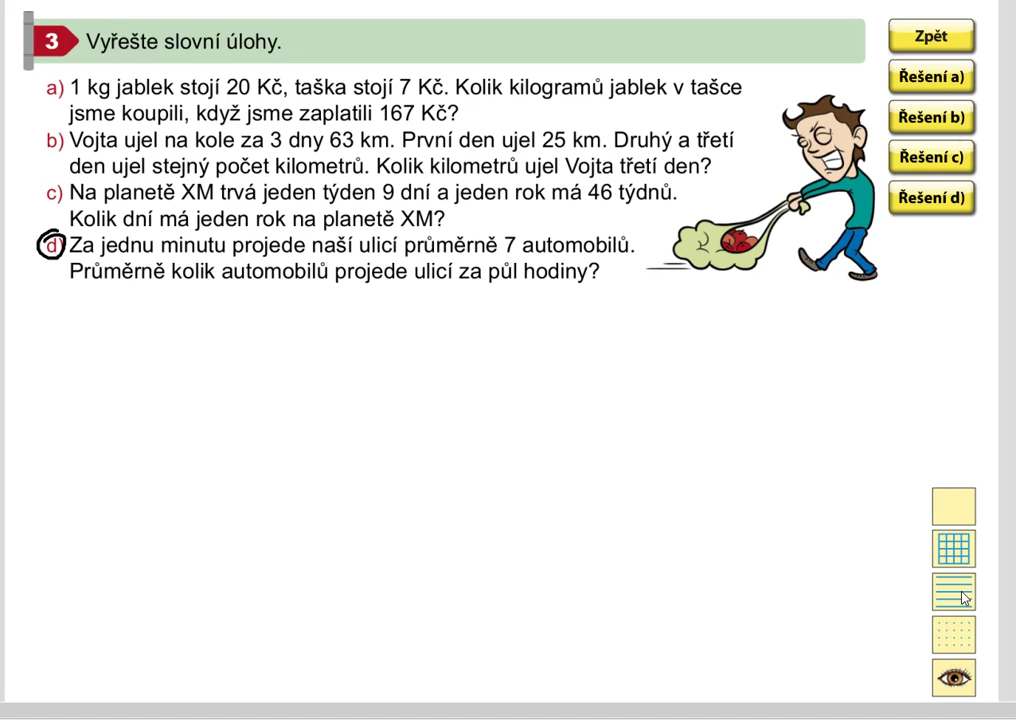 3 Vyřešte slovní úlohy.
a) 1 kg jablek stojí 20 Kč, taška stojí 7 Kč. Kolik kilogramů jablek v tašce
jsme koupili, když jsme zaplatili 167 Kč?
b) Vojta ujel na kole za 3 dny 63 km. První den ujel 25 km. Druhý a třetí
den ujel stejný počet kilometrů. Kolik kilometrů ujel Vojta třetí den?
c) Na planetě XM trvá jeden týden 9 dní a jeden rok má 46 týdnů.
Kolik dní má jeden rok na planetě XM?
d) Za jednu minutu projede naší ulicí průměrně 7 automobilů.
Průměrně kolik automobilů projede ulicí za půl hodiny?
Zpět
Řešení a)
Řešení b)
Řešení c)
Řešení d)